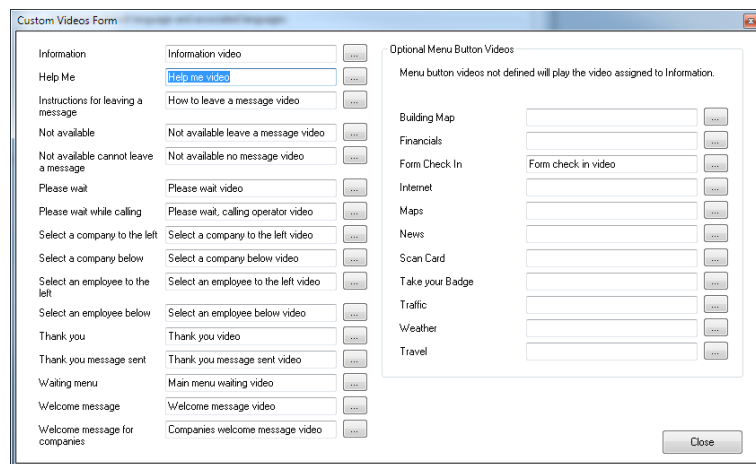 of language and associated languages
Custom Videos Form
Information Information video ...
Help Me Help me video ...
Instructions for leaving a
message
How to leave a message video ...
Not available Not available leave a message video ...
Not available cannot leave
a message
Not available no message video ...
Please wait Please wait video ...
Please wait while calling Please wait, calling operator video ...
Select a company to the left Select a company to the left video ...
Select a company below Select a company below video ...
Select an employee to the
left
Select an employee to the left video ...
Select an employee below Select an employee below video ...
Thank you Thank you video ...
Thank you message sent Thank you message sent video ...
Waiting menu Main menu waiting video ...
Welcome message Welcome message video ...
Welcome message for
companies
Companies welcome message video ...
Optional Menu Button Videos
Menu button videos not defined will play the video assigned to Information.
Building Map ...
Financials ...
Form Check In Form check in video ...
Internet ...
Maps ...
News ...
Scan Card ...
Take your Badge ...
Traffic ...
Weather ...
Travel ...
Close